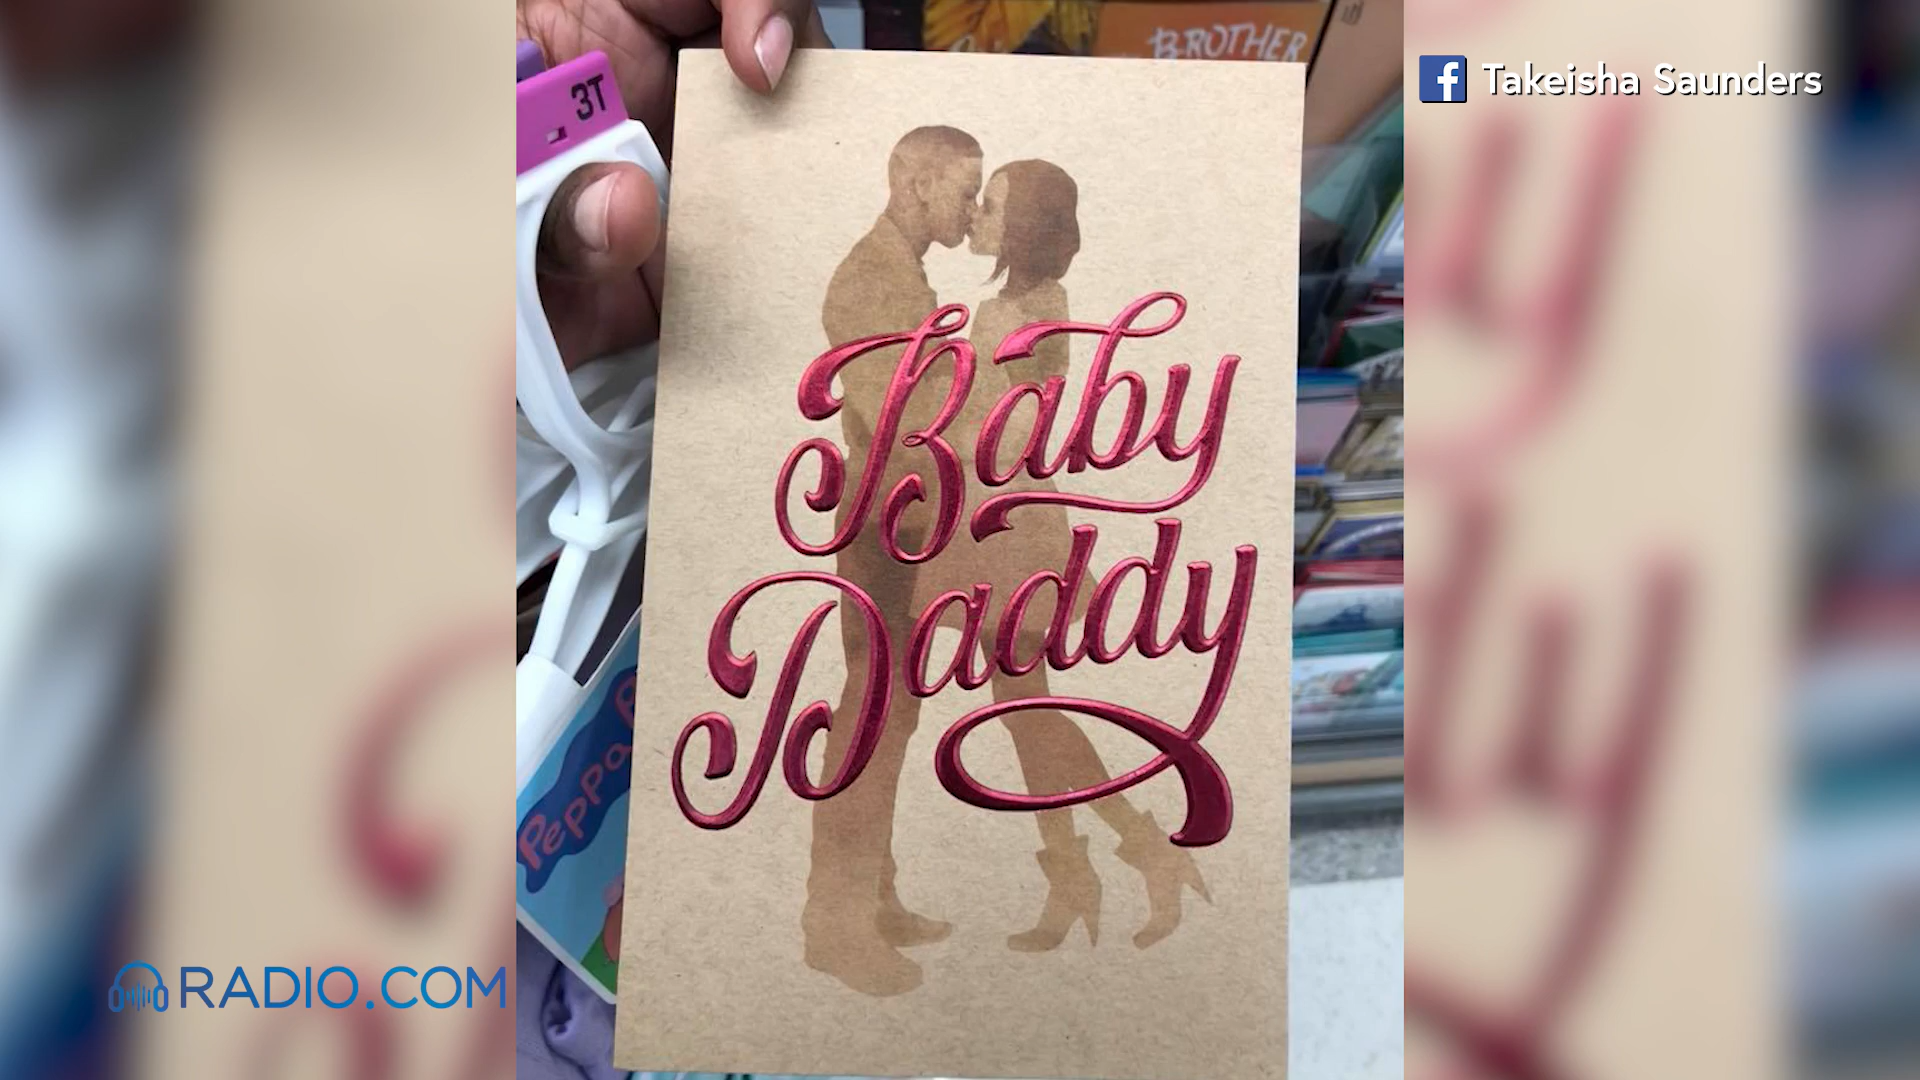 Takeisha Saunders
BROTHER
3T
Baby
Daddy
Peppa
RADIO.COM